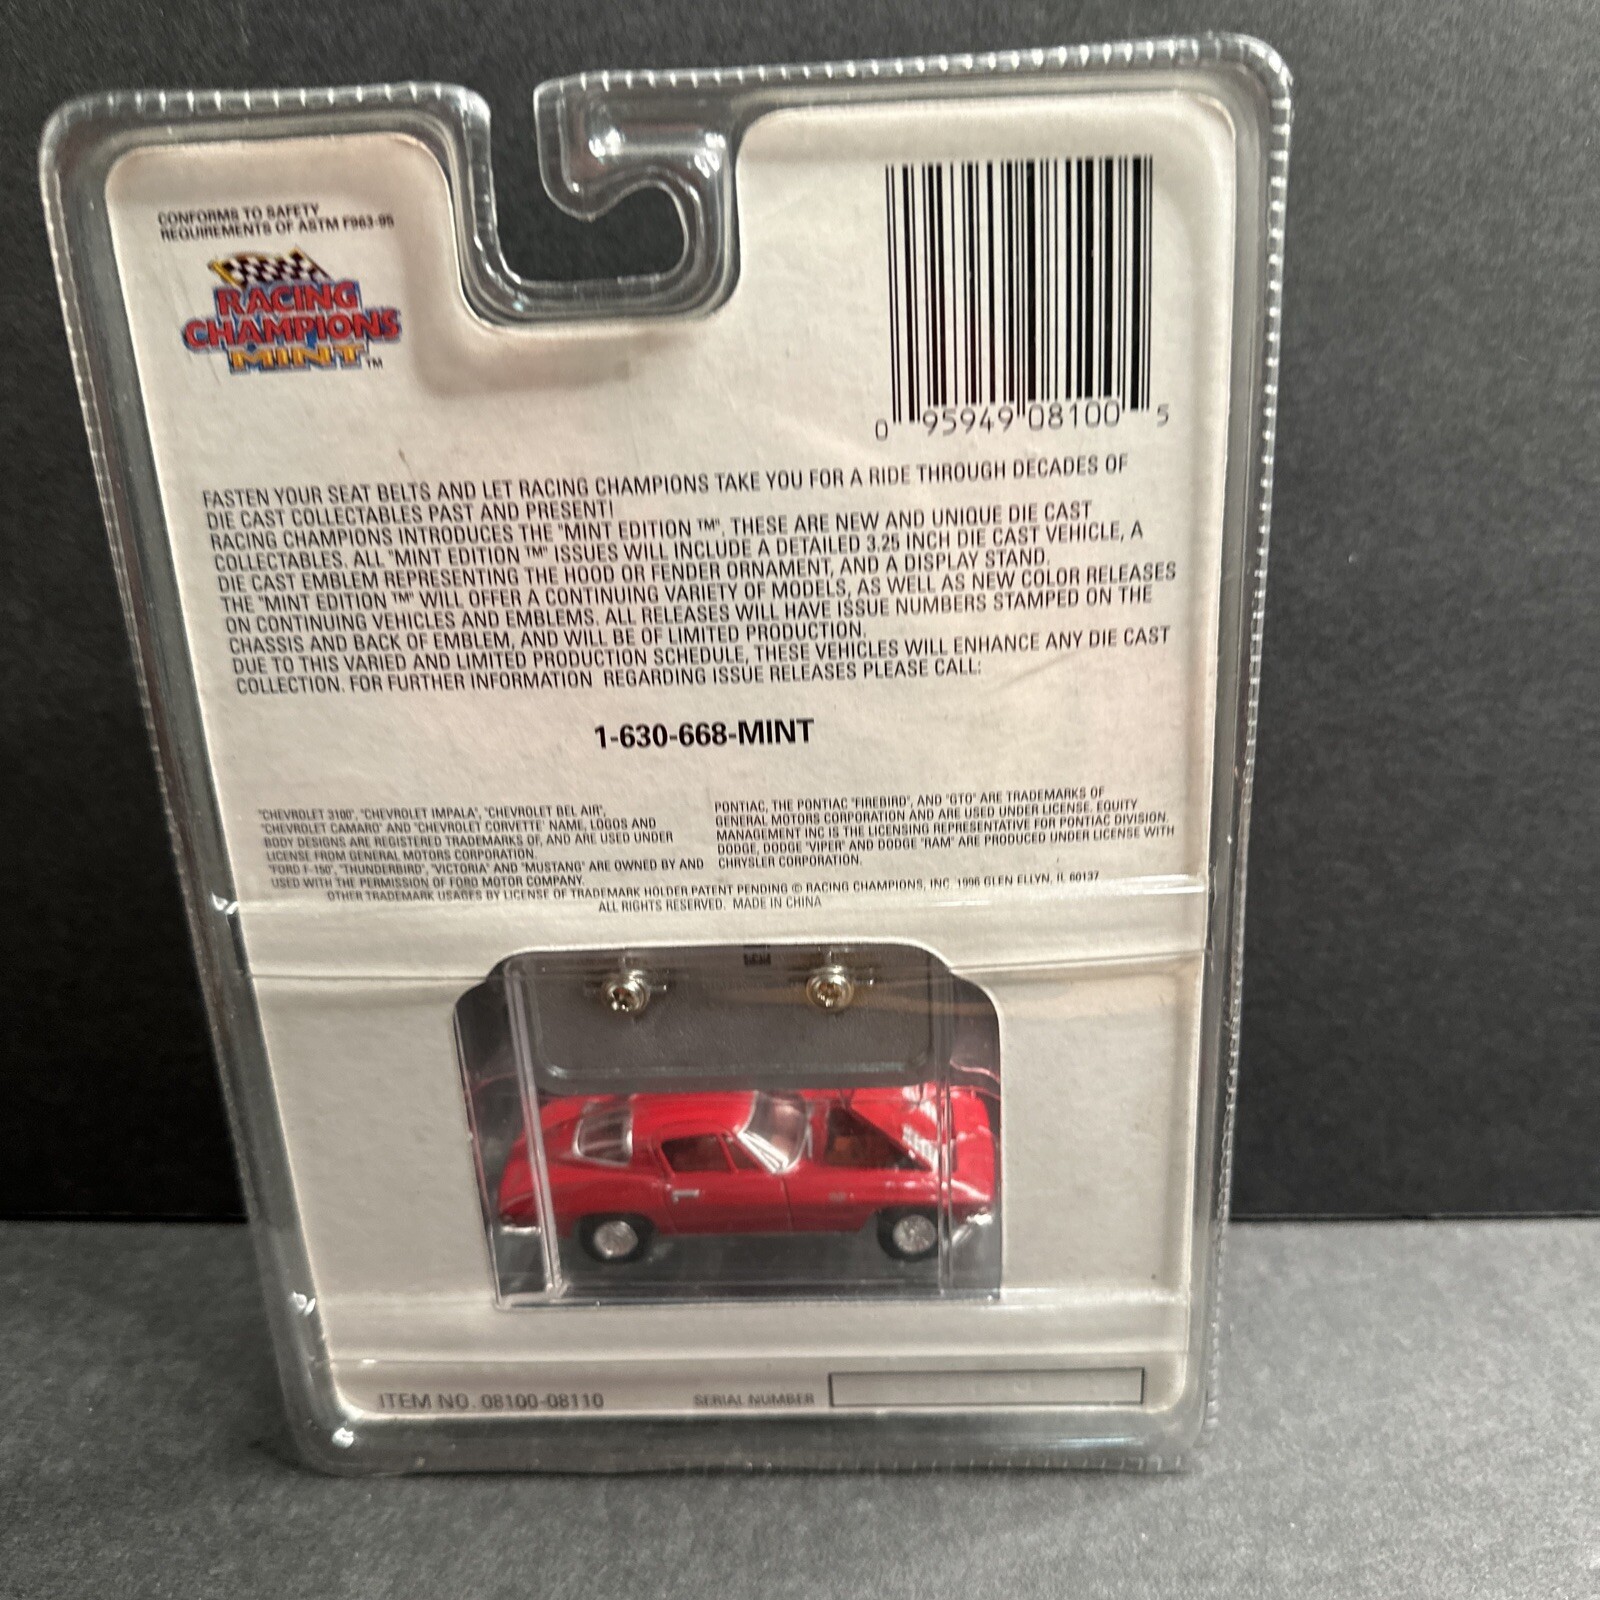 CONFORMS TO SAFETY
REQUIREMENTS OF ASTM F963-95
RACING
CHAMPIONS
MINT™
0 95949 08100 5
FASTEN YOUR SEAT BELTS AND LET RACING CHAMPIONS TAKE YOU FOR A RIDE THROUGH DECADES OF
DIE CAST COLLECTABLES PAST AND PRESENT!
RACING CHAMPIONS INTRODUCES THE "MINT EDITION ™". THESE ARE NEW AND UNIQUE DIE CAST
COLLECTABLES. ALL "MINT EDITION ™" ISSUES WILL INCLUDE A DETAILED 3.25 INCH DIE CAST VEHICLE, A
DIE CAST EMBLEM REPRESENTING THE HOOD OR FENDER ORNAMENT, AND A DISPLAY STAND.
THE "MINT EDITION ™" WILL OFFER A CONTINUING VARIETY OF MODELS, AS WELL AS NEW COLOR RELEASES
ON CONTINUING VEHICLES AND EMBLEMS. ALL RELEASES WILL HAVE ISSUE NUMBERS STAMPED ON THE
CHASSIS AND BACK OF EMBLEM, AND WILL BE OF LIMITED PRODUCTION.
DUE TO THIS VARIED AND LIMITED PRODUCTION SCHEDULE, THESE VEHICLES WILL ENHANCE ANY DIE CAST
COLLECTION. FOR FURTHER INFORMATION REGARDING ISSUE RELEASES PLEASE CALL:
1-630-668-MINT
"CHEVROLET 3100", "CHEVROLET IMPALA", "CHEVROLET BEL AIR",
"CHEVROLET CAMARO" AND "CHEVROLET CORVETTE" NAME, LOGOS AND
BODY DESIGNS ARE REGISTERED TRADEMARKS OF, AND ARE USED UNDER
LICENSE FROM GENERAL MOTORS CORPORATION.
"FORD F-150", "THUNDERBIRD", "VICTORIA" AND "MUSTANG" ARE OWNED BY AND
USED WITH THE PERMISSION OF FORD MOTOR COMPANY.
PONTIAC, THE PONTIAC "FIREBIRD", AND "GTO" ARE TRADEMARKS OF
GENERAL MOTORS CORPORATION AND ARE USED UNDER LICENSE. EQUITY
MANAGEMENT INC IS THE LICENSING REPRESENTATIVE FOR PONTIAC DIVISION.
DODGE, DODGE "VIPER" AND DODGE "RAM" ARE PRODUCED UNDER LICENSE WITH
CHRYSLER CORPORATION.
OTHER TRADEMARK USAGES BY LICENSE OF TRADEMARK HOLDER PATENT PENDING © RACING CHAMPIONS, INC. 1996 GLEN ELLYN, IL 60137
ALL RIGHTS RESERVED. MADE IN CHINA
ITEM NO. 08100-08110
SERIAL NUMBER